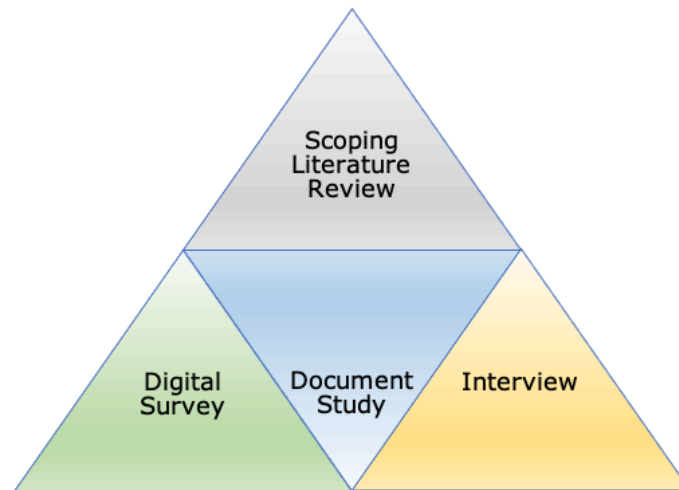 Scoping
Literature
Review
Digital
Survey
Document
Study
Interview